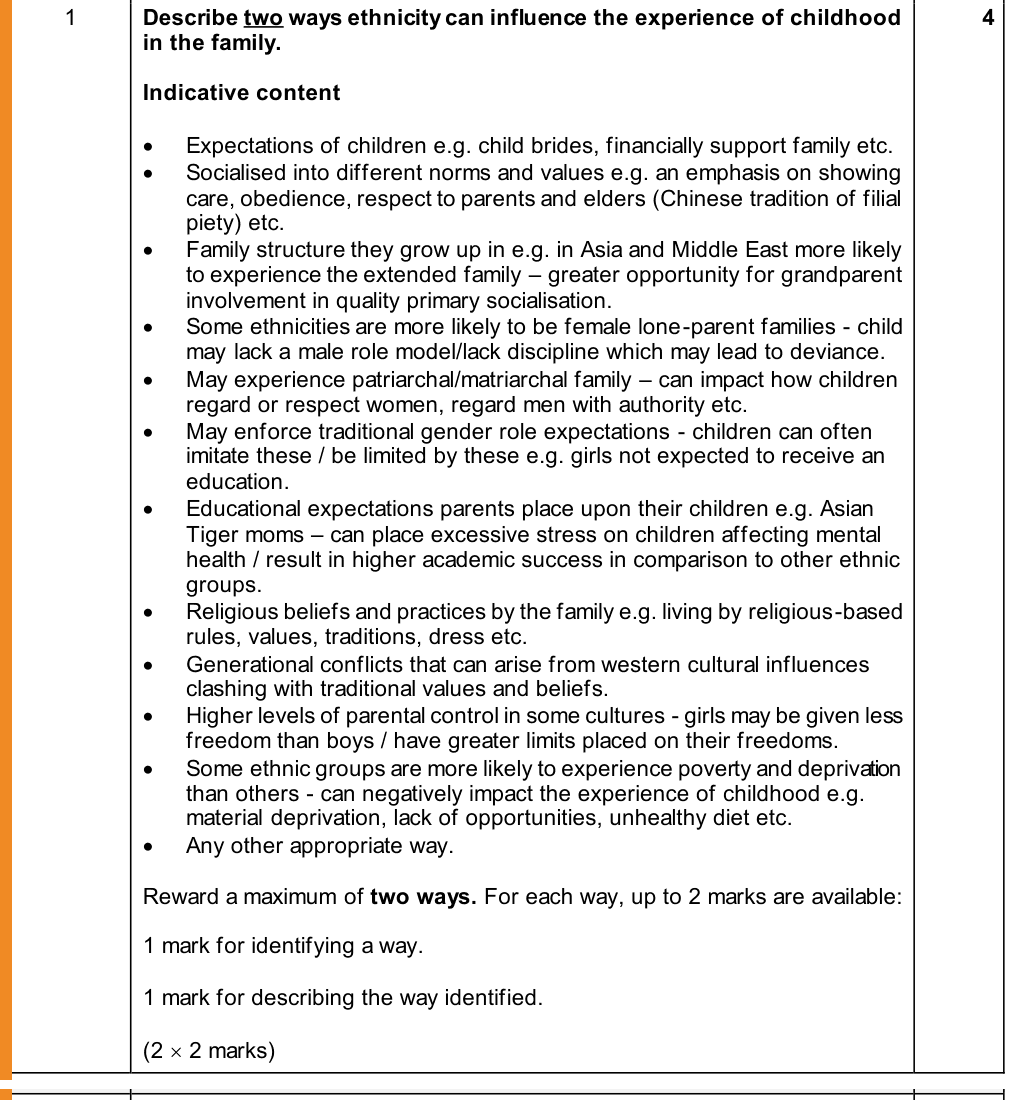 1
Describe two ways ethnicity can influence the experience of childhood
in the family.
4
Indicative content
• Expectations of children e.g. child brides, financially support family etc.
• Socialised into different norms and values e.g. an emphasis on showing
care, obedience, respect to parents and elders (Chinese tradition of filial
piety) etc.
• Family structure they grow up in e.g. in Asia and Middle East more likely
to experience the extended family – greater opportunity for grandparent
involvement in quality primary socialisation.
• Some ethnicities are more likely to be female lone-parent families - child
may lack a male role model/lack discipline which may lead to deviance.
• May experience patriarchal/matriarchal family – can impact how children
regard or respect women, regard men with authority etc.
• May enforce traditional gender role expectations - children can often
imitate these / be limited by these e.g. girls not expected to receive an
education.
• Educational expectations parents place upon their children e.g. Asian
Tiger moms – can place excessive stress on children affecting mental
health / result in higher academic success in comparison to other ethnic
groups.
• Religious beliefs and practices by the family e.g. living by religious-based
rules, values, traditions, dress etc.
• Generational conflicts that can arise from western cultural influences
clashing with traditional values and beliefs.
• Higher levels of parental control in some cultures - girls may be given less
freedom than boys / have greater limits placed on their freedoms.
• Some ethnic groups are more likely to experience poverty and deprivation
than others - can negatively impact the experience of childhood e.g.
material deprivation, lack of opportunities, unhealthy diet etc.
• Any other appropriate way.
Reward a maximum of two ways. For each way, up to 2 marks are available:
1 mark for identifying a way.
1 mark for describing the way identified.
(2 × 2 marks)